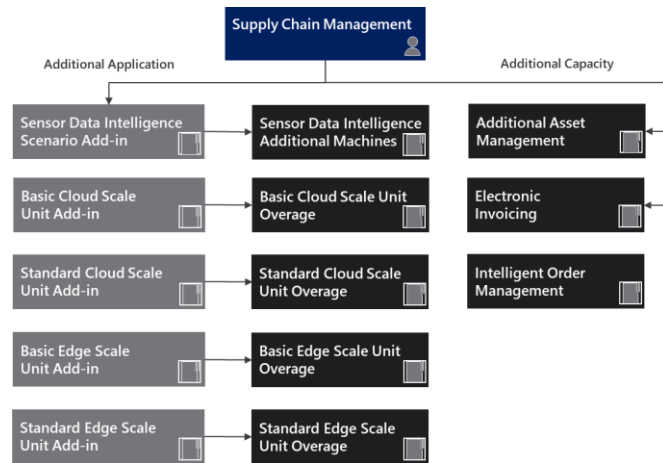 Supply Chain Management
Additional Application
Additional Capacity
Sensor Data Intelligence
Scenario Add-in
Sensor Data Intelligence
Additional Machines
Additional Asset
Management
Basic Cloud Scale
Unit Add-in
Basic Cloud Scale Unit
Overage
Electronic
Invoicing
Standard Cloud Scale
Unit Add-in
Standard Cloud Scale
Unit Overage
Intelligent Order
Management
Basic Edge Scale
Unit Add-in
Basic Edge Scale Unit
Overage
Standard Edge Scale
Unit Add-in
Standard Edge Scale
Unit Overage